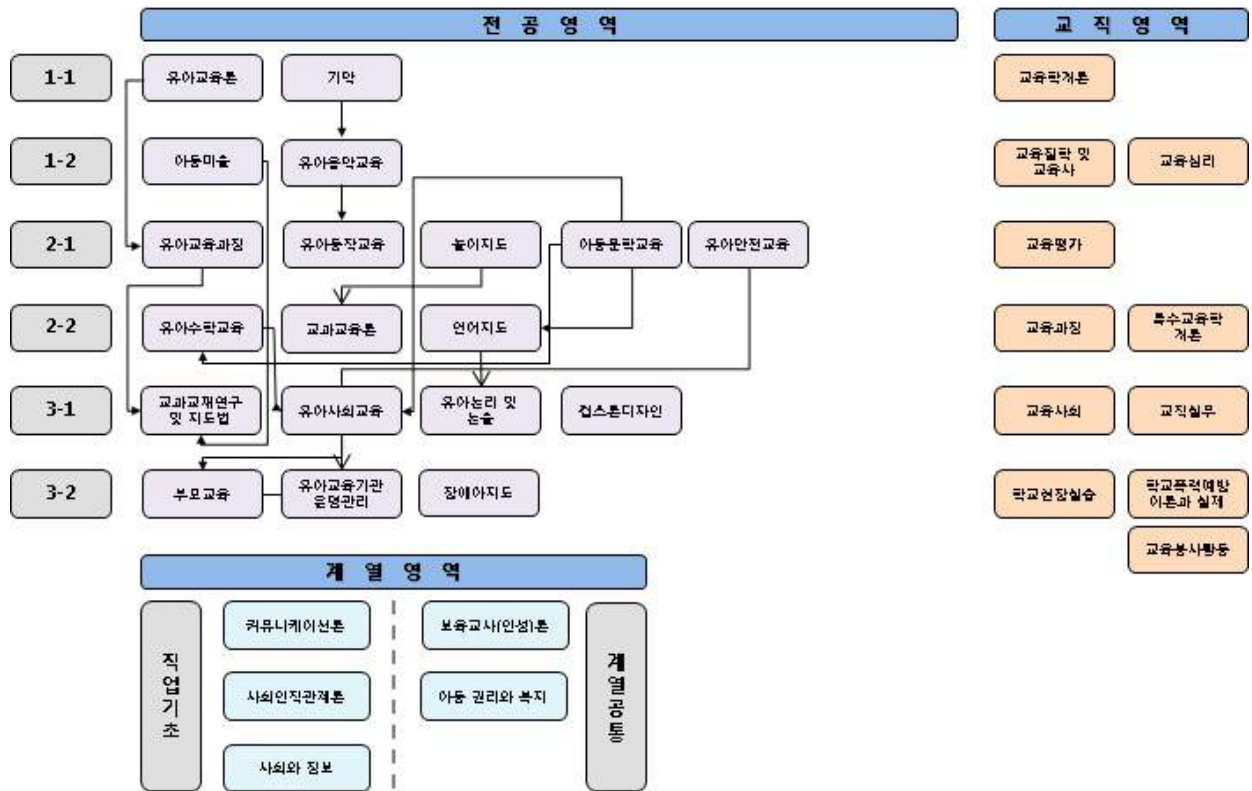 전 공 영 역
교 직 영 역
1-1
유아교육론
기악
교육학개론
1-2
아동미술
유아음악교육
교육철학 및
교육사
교육심리
2-1
유아교육과정
유아동작교육
놀이지도
아동문학교육
유아안전교육
교육평가
2-2
유아수학교육
교과교육론
언어지도
교육과정
특수교육학
개론
3-1
교과교재연구
및 지도법
유아사회교육
유아논리 및
논술
캡스톤디자인
교육사회
교직실무
3-2
부모교육
유아교육기관
운영관리
장애아지도
학교현장실습
학교폭력예방
이론과 실제
교육봉사활동
계 열 영 역
직업기초
커뮤니케이션론
보육교사(인성)론
계열공통
사회인직관계론
아동 권리와 복지
사회와 정보